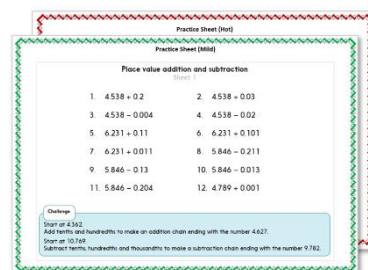 Practice Sheet (Hot)
Practice Sheet (Mild)
Place value addition and subtraction
Sheet 1
1. 4.538 + 0.2
2. 4.538 + 0.03
3. 4.538 – 0.004
4. 4.538 – 0.02
5. 6.231 + 0.11
6. 6.231 + 0.101
7. 6.231 + 0.011
8. 5.846 – 0.211
9. 5.846 – 0.13
10. 5.846 – 0.013
11. 5.846 – 0.204
12. 4.789 + 0.001
Challenge
Start at 4.362.
Add tenths and hundredths to make an addition chain ending with the number 4.627.
Start at 10.769.
Subtract tenths, hundredths and thousandths to make a subtraction chain ending with the number 9.782.